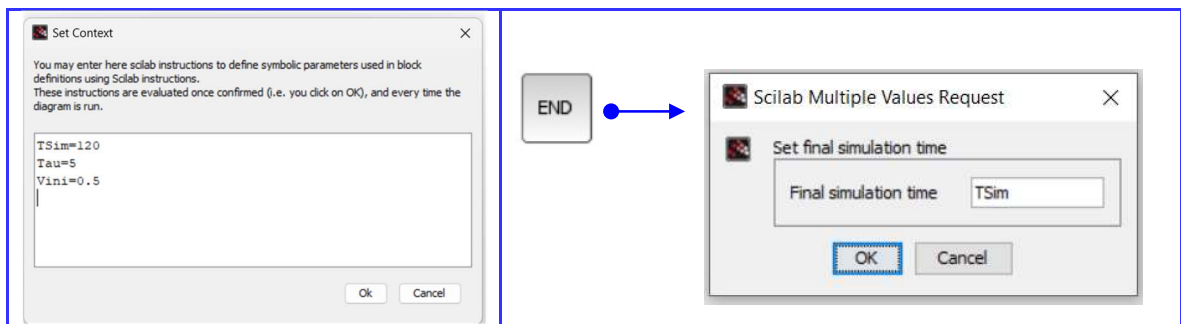 Set Context
You may enter here scilab instructions to define symbolic parameters used in block
definitions using Scilab instructions.
These instructions are evaluated once confirmed (i.e. you click on OK), and every time the
diagram is run.
TSim=120
Tau=5
Vini=0.5
Ok Cancel
END
Scilab Multiple Values Request
Set final simulation time
Final simulation time TSim
OK Cancel